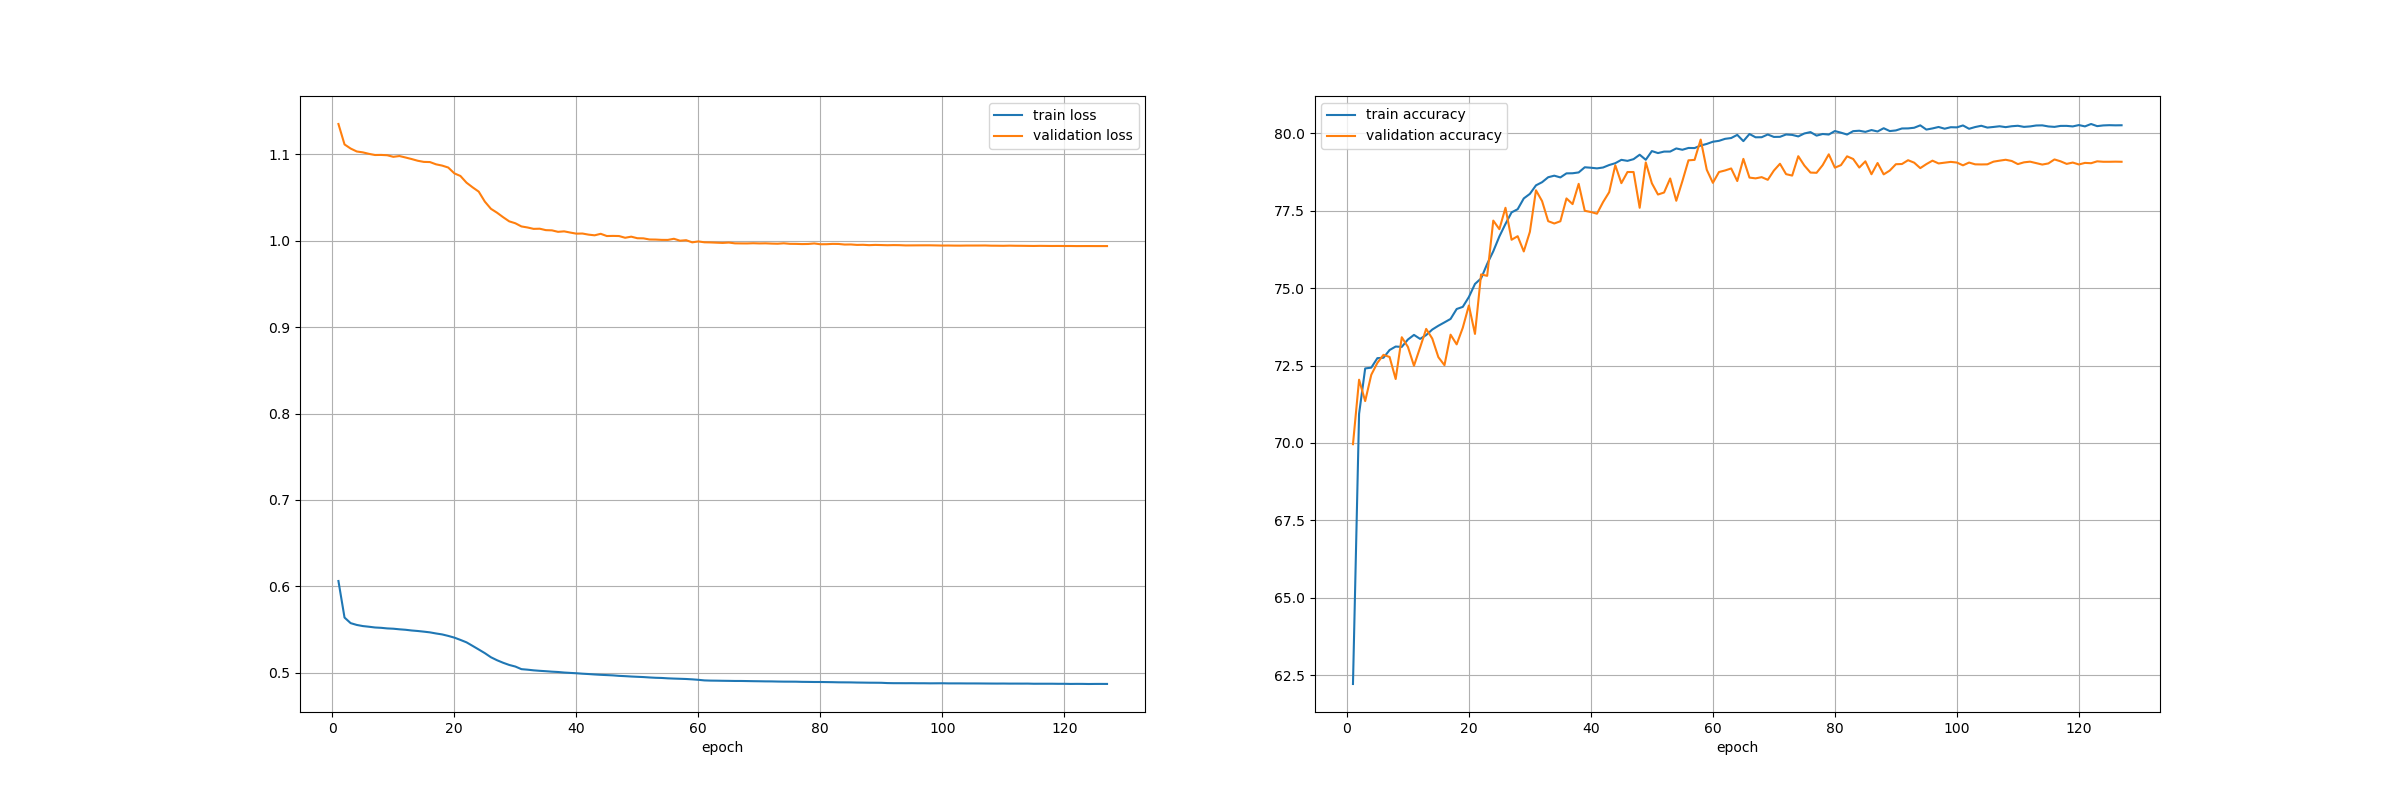 train loss
validation loss
1.1
1.0
0.9
0.8
0.7
0.6
0.5
0 20 40 60 80 100 120
epoch
train accuracy
validation accuracy
80.0
77.5
75.0
72.5
70.0
67.5
65.0
62.5
0 20 40 60 80 100 120
epoch